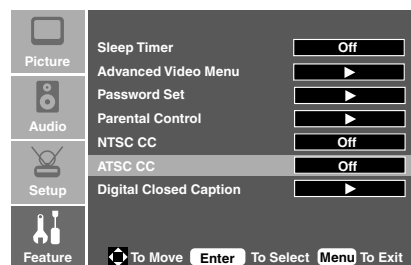 Picture
Audio
Setup
Feature
Sleep Timer Off
Advanced Video Menu
Password Set
Parental Control
NTSC CC Off
ATSC CC Off
Digital Closed Caption
To Move Enter To Select Menu To Exit